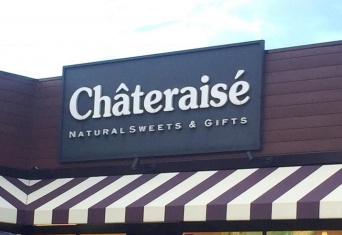 Châteraisé
NATURAL SWEETS & GIFTS